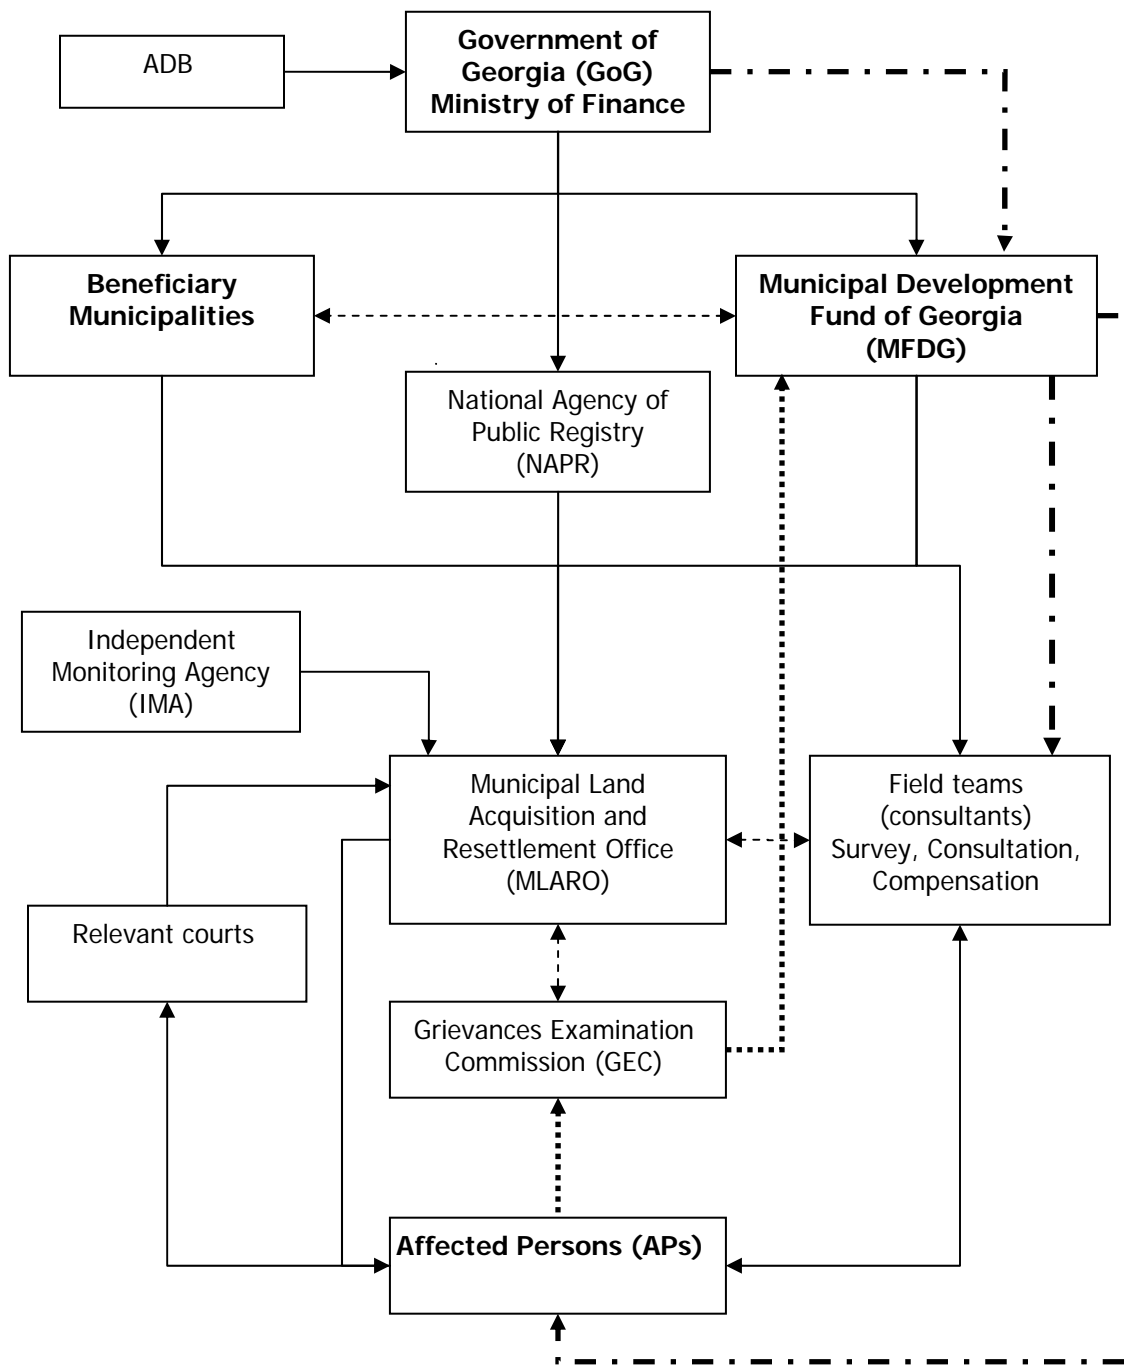 ADB
Government of
Georgia (GoG)
Ministry of Finance
Beneficiary
Municipalities
Municipal Development
Fund of Georgia
(MFDG)
National Agency of
Public Registry
(NAPR)
Independent
Monitoring Agency
(IMA)
Municipal Land
Acquisition and
Resettlement Office
(MLARO)
Field teams
(consultants)
Survey, Consultation,
Compensation
Relevant courts
Grievances Examination
Commission (GEC)
Affected Persons (APs)